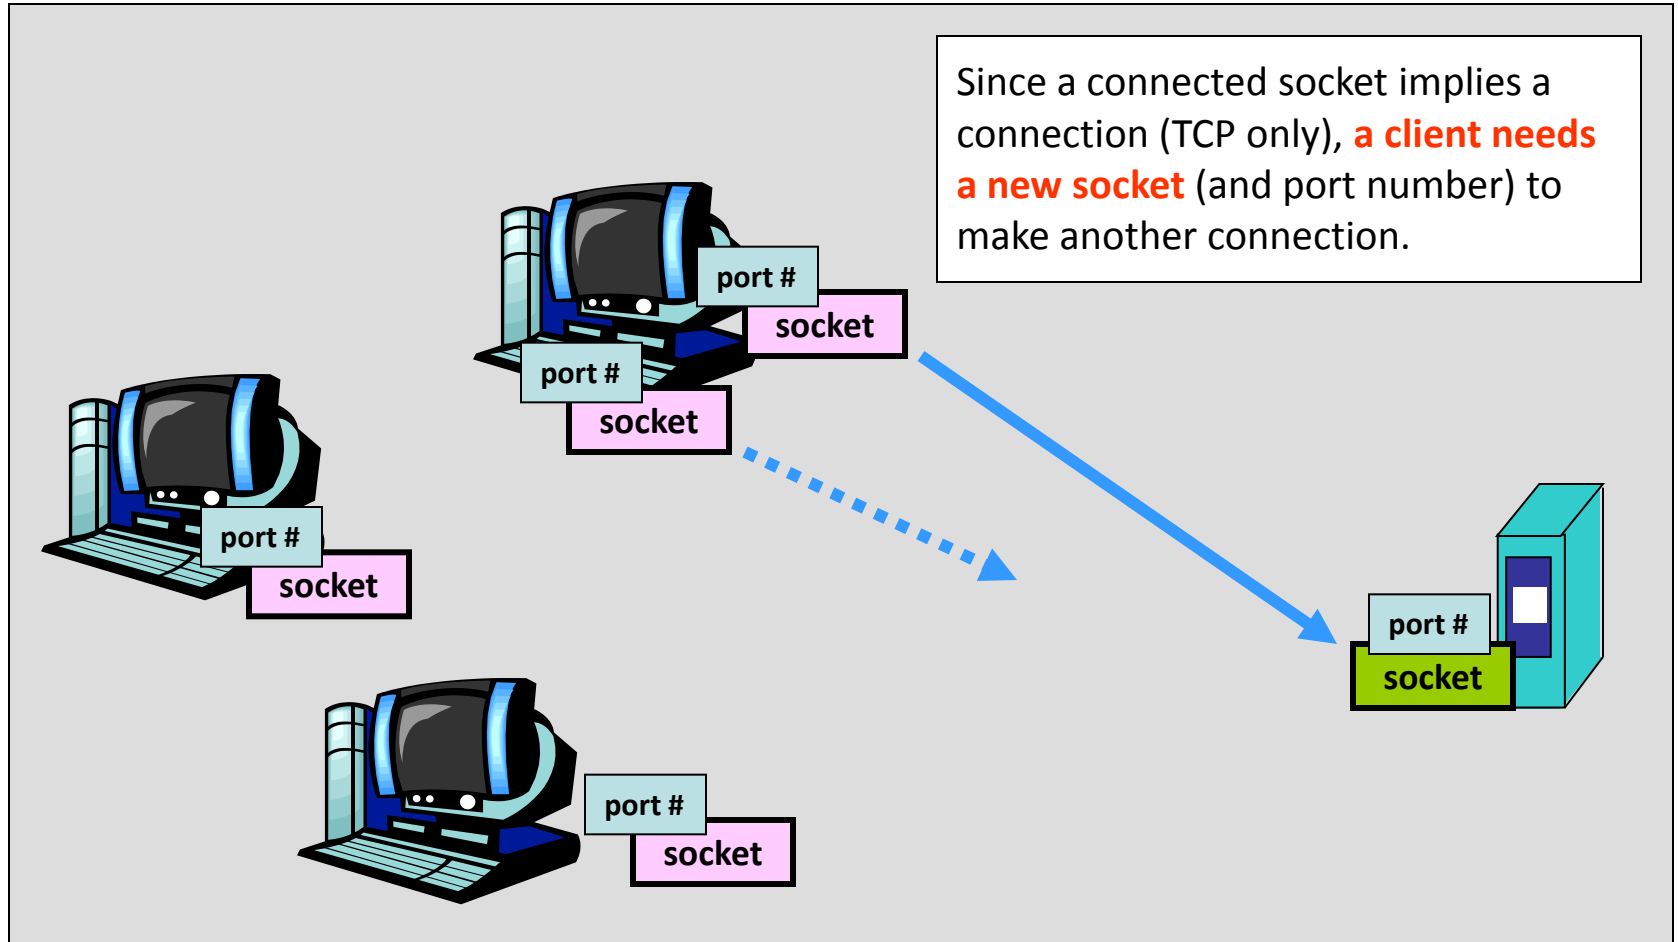 Since a connected socket implies a
connection (TCP only), a client needs
a new socket (and port number) to
make another connection.
port #
socket
port #
socket
port #
socket
port #
socket
port #
socket